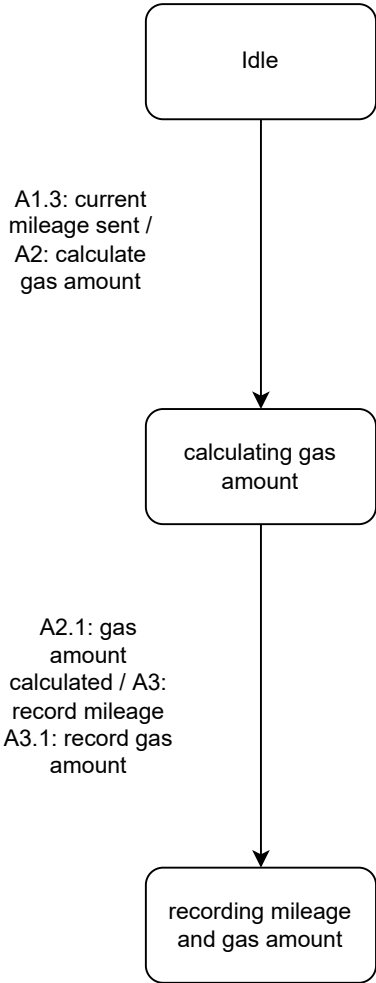 Idle
A1.3: current
mileage sent /
A2: calculate
gas amount
calculating gas
amount
A2.1: gas
amount
calculated / A3:
record mileage
A3.1: record gas
amount
recording mileage
and gas amount